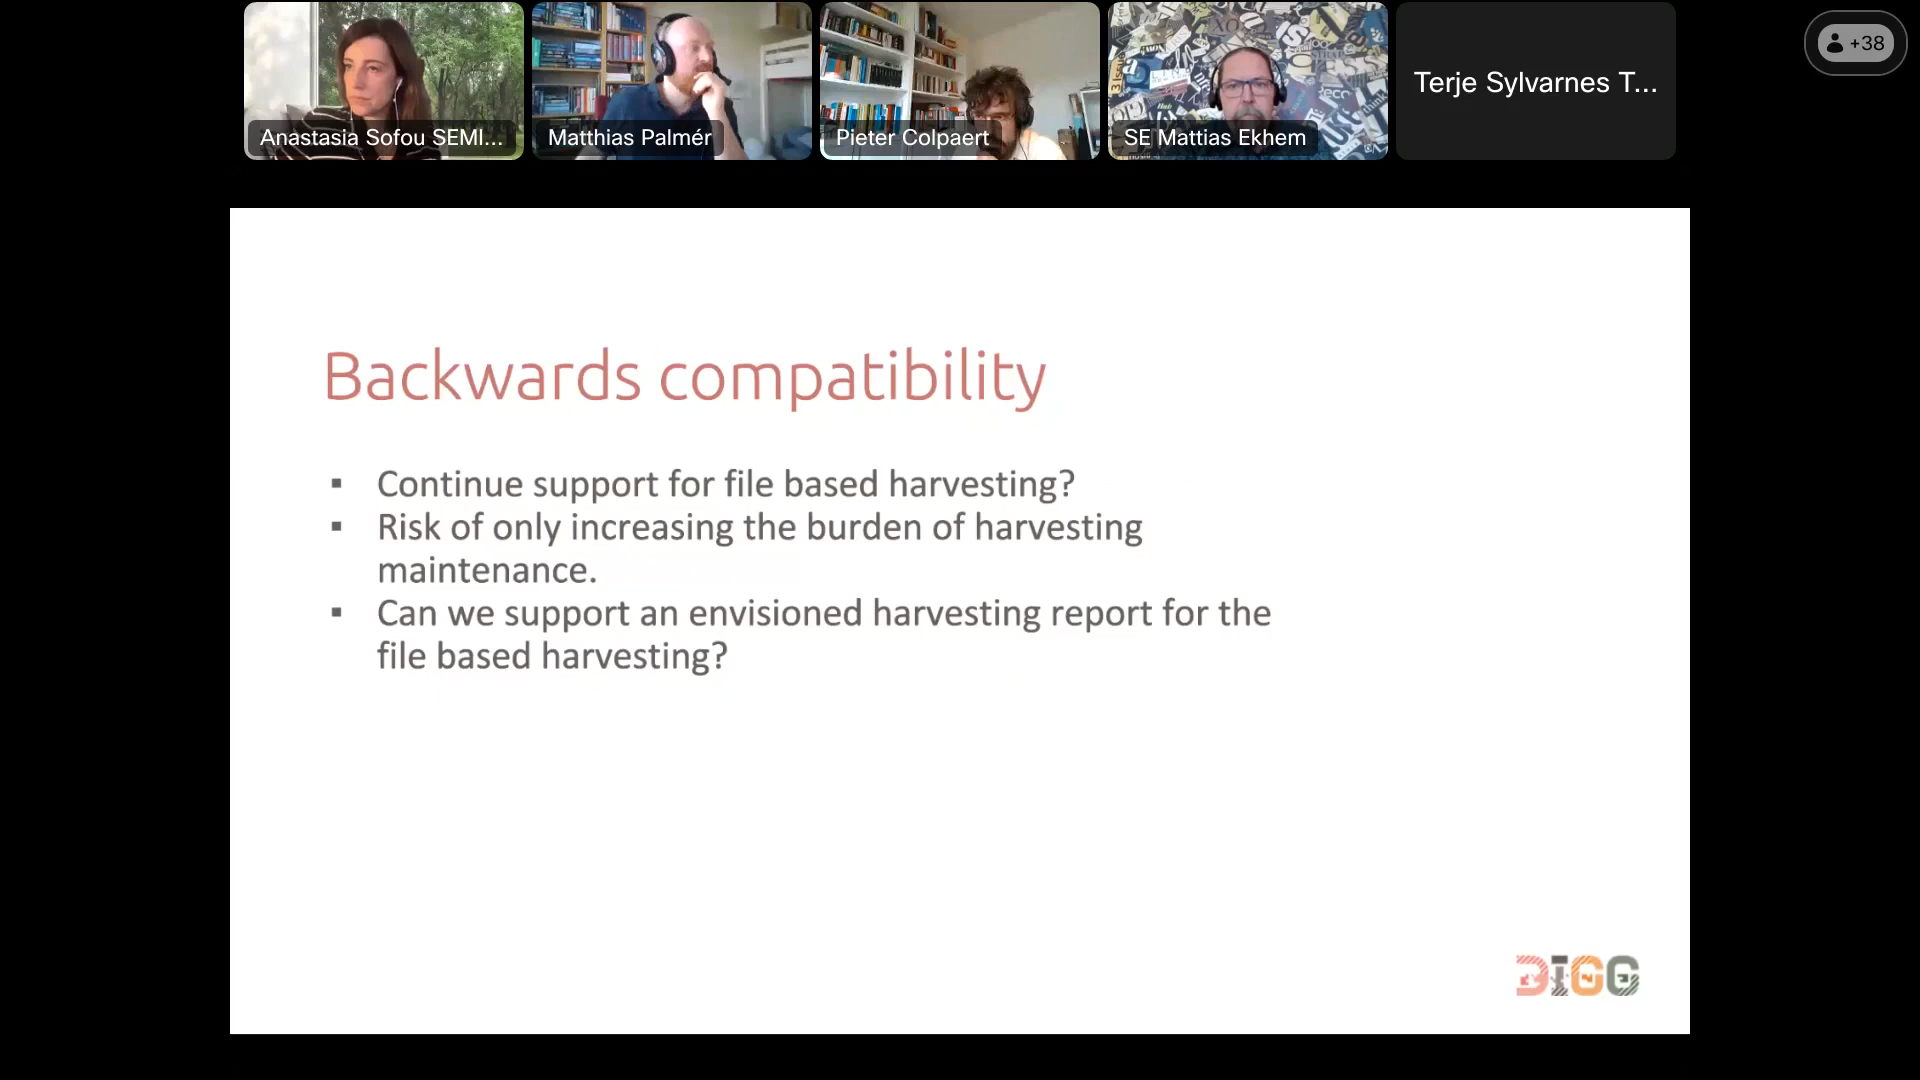 Anastasia Sofou SEMI...
Matthias Palmér
Pieter Colpaert
SE Mattias Ekhem
Terje Sylvarnes T...
+38
Backwards compatibility
▪ Continue support for file based harvesting?
▪ Risk of only increasing the burden of harvesting
maintenance.
▪ Can we support an envisioned harvesting report for the
file based harvesting?
DIGG